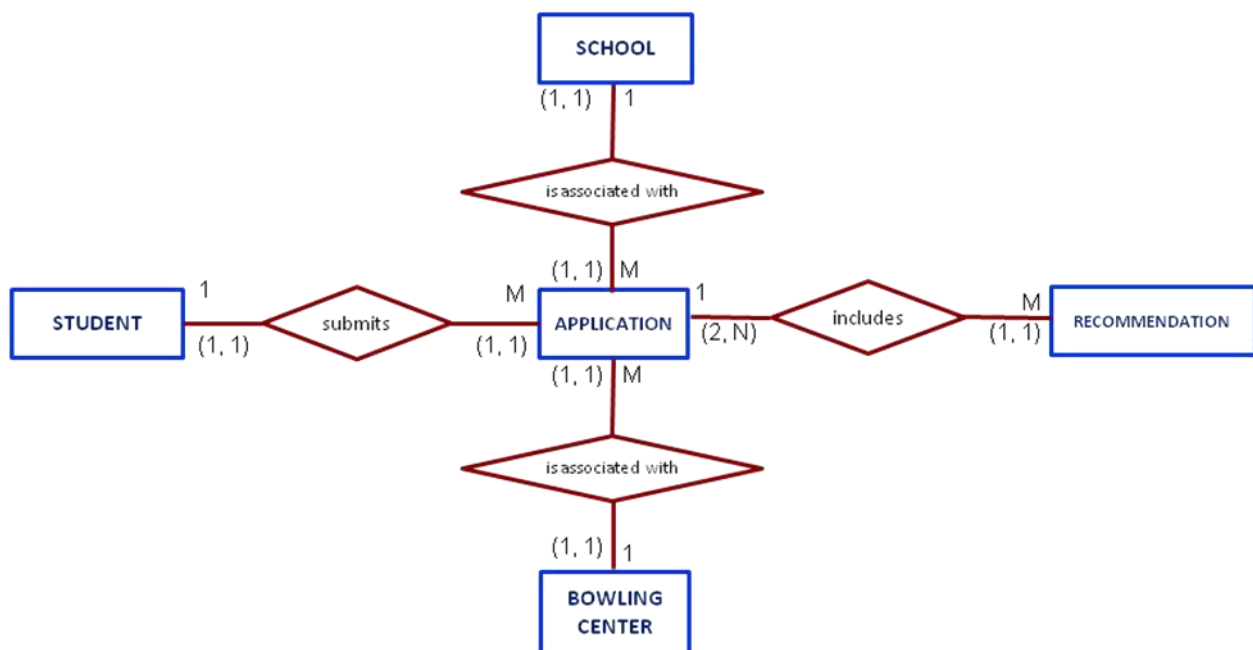 SCHOOL
(1, 1) 1
is associated with
(1, 1) M
STUDENT
1
(1, 1)
submits
M
(1, 1)
APPLICATION
1
(2, N)
includes
M
(1, 1)
RECOMMENDATION
(1, 1) M
is associated with
(1, 1) 1
BOWLING
CENTER